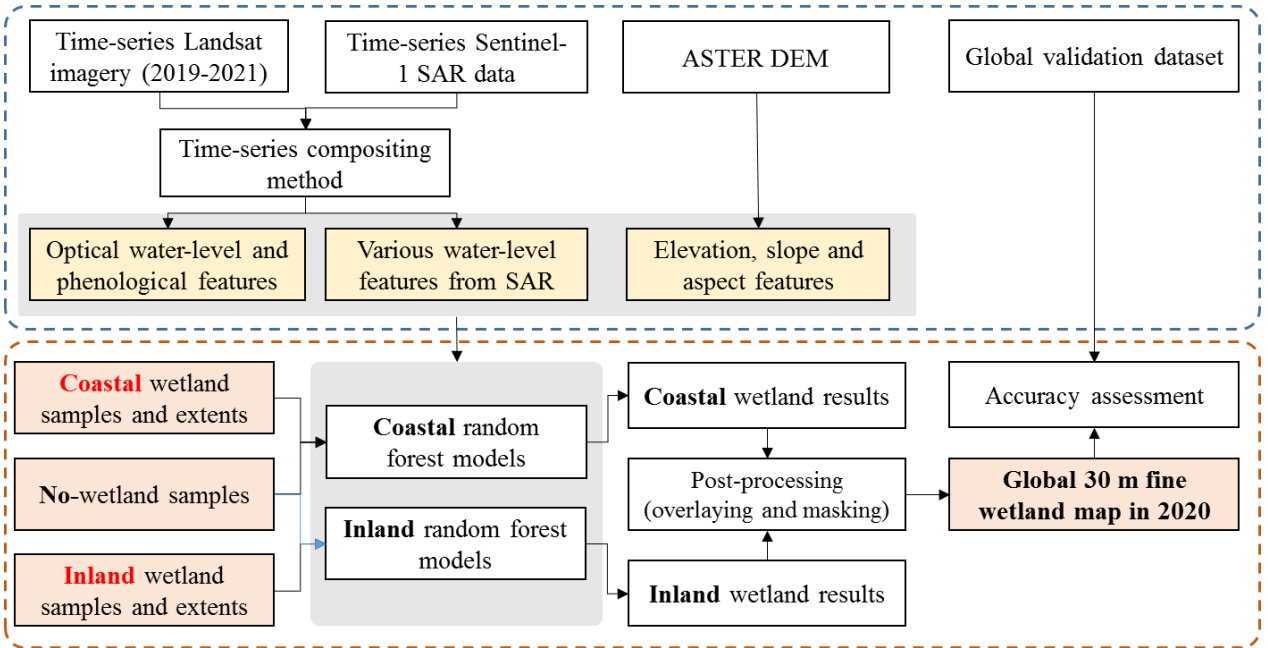 Time-series Landsat
imagery (2019-2021)
Time-series Sentinel-
1 SAR data
ASTER DEM
Global validation dataset
Time-series compositing
method
Optical water-level and
phenological features
Various water-level
features from SAR
Elevation, slope and
aspect features
Coastal wetland
samples and extents
No-wetland samples
Inland wetland
samples and extents
Coastal random
forest models
Inland random forest
models
Coastal wetland results
Post-processing
(overlaying and masking)
Inland wetland results
Accuracy assessment
Global 30 m fine
wetland map in 2020